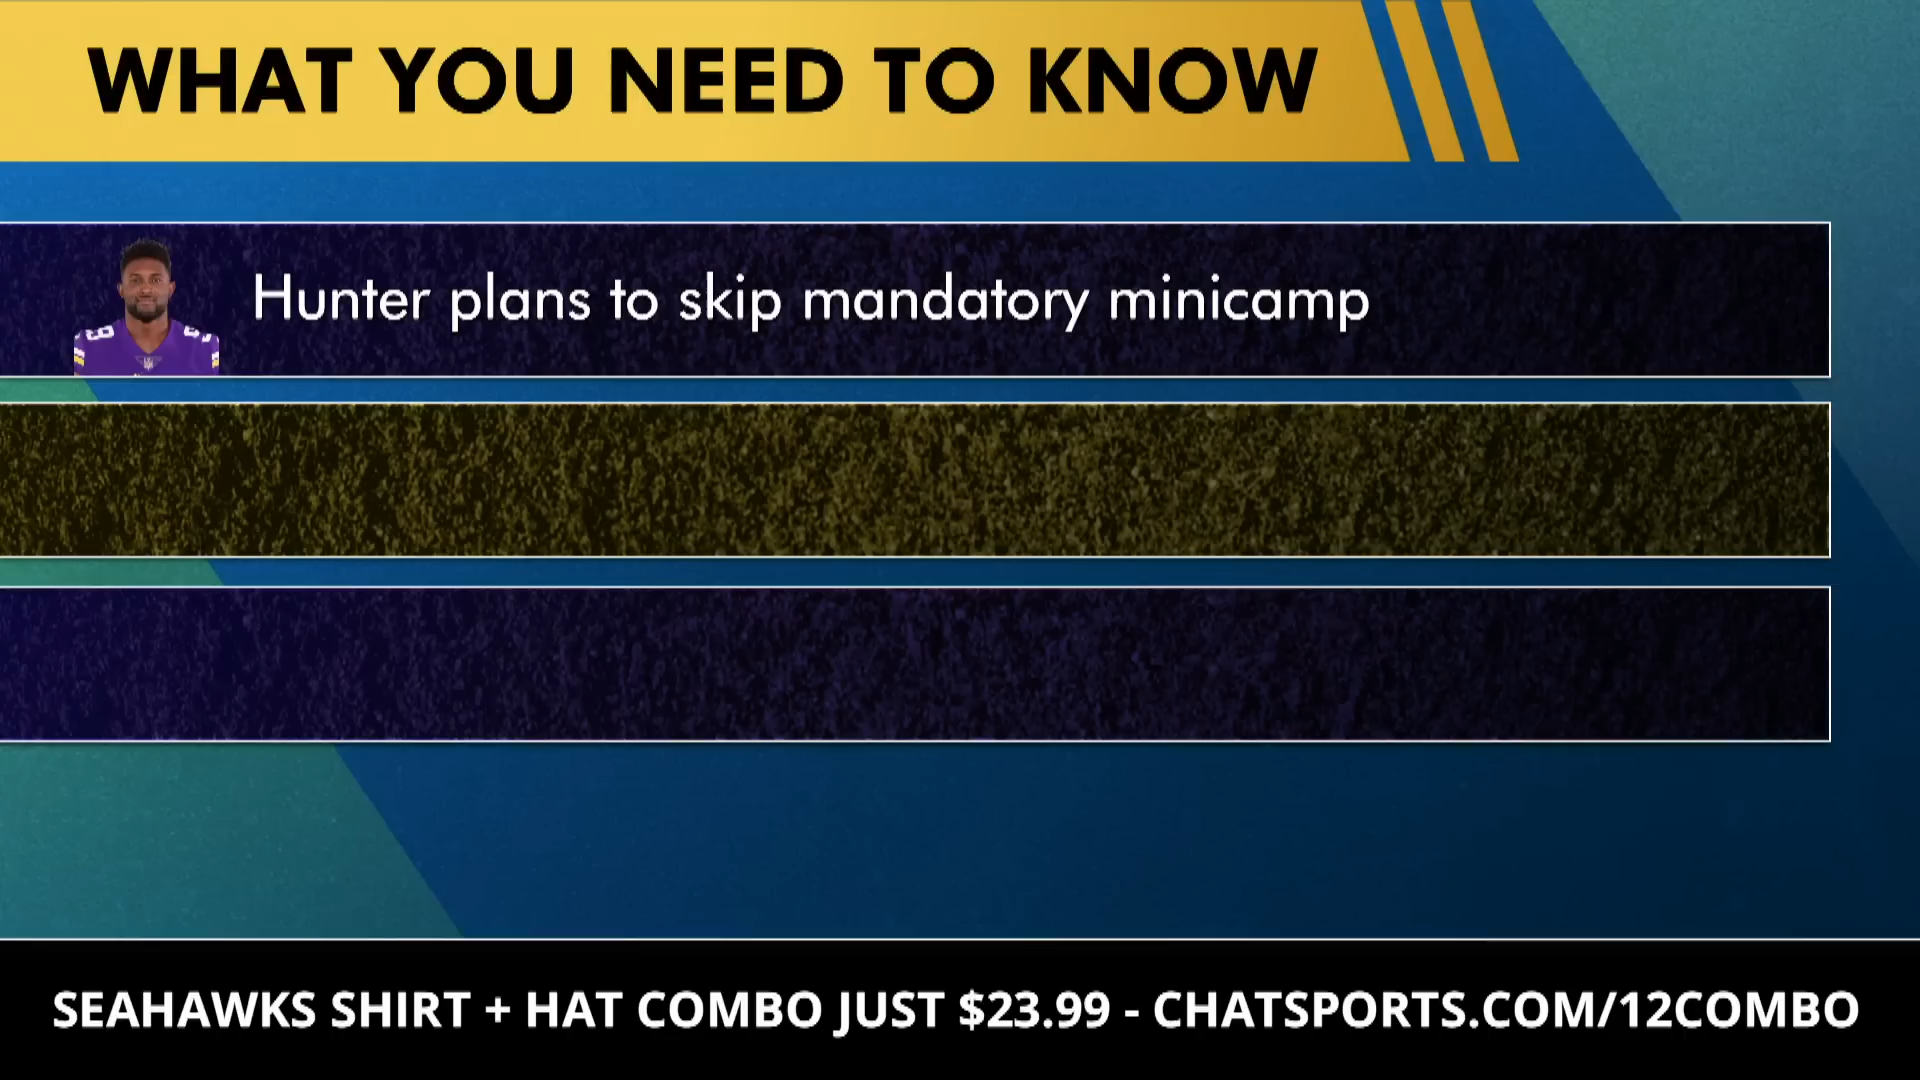 WHAT YOU NEED TO KNOW
Hunter plans to skip mandatory minicamp
SEAHAWKS SHIRT + HAT COMBO JUST $23.99 - CHATSPORTS.COM/12COMBO